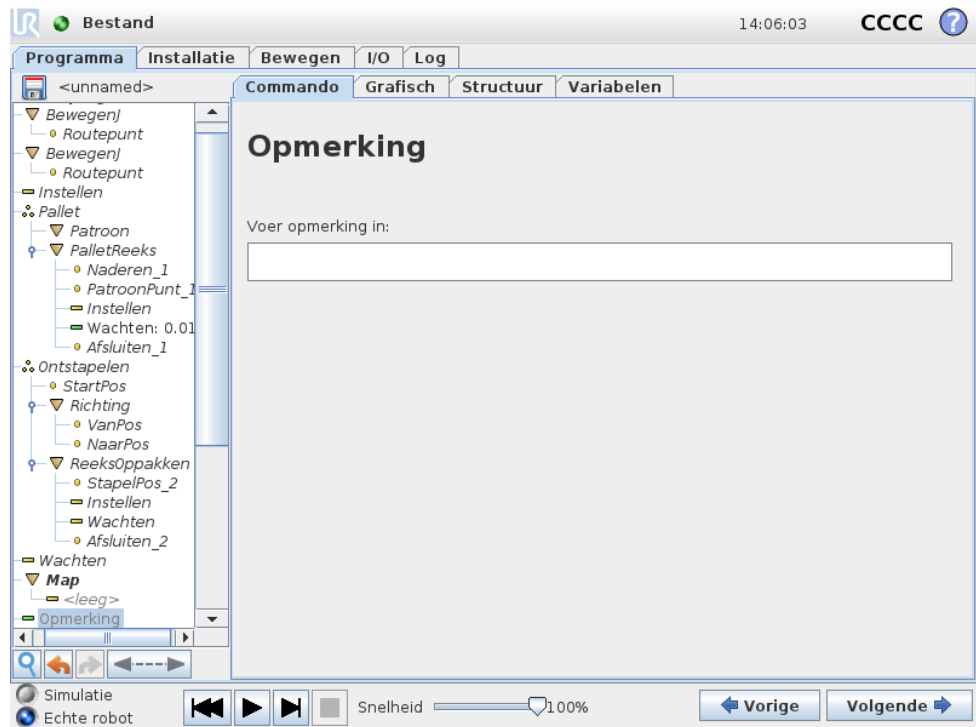 UR Bestand 14:06:03 CCCC ?
Programma Installatie Bewegen I/O Log
<unnamed> Commando Grafisch Structuur Variabelen
BewegenJ
Routepunt
BewegenJ
Routepunt
Instellen
Pallet
Patroon
PalletReeks
Naderen_1
PatroonPunt_1
Instellen
Wachten: 0.01
Afsluiten_1
Ontstapelen
StartPos
Richting
VanPos
NaarPos
ReeksOppakken
StapelPos_2
Instellen
Wachten
Afsluiten_2
Wachten
Map
<leeg>
Opmerking
Opmerking
Voer opmerking in:
Simulatie
Echte robot
Snelheid 100%
Vorige Volgende